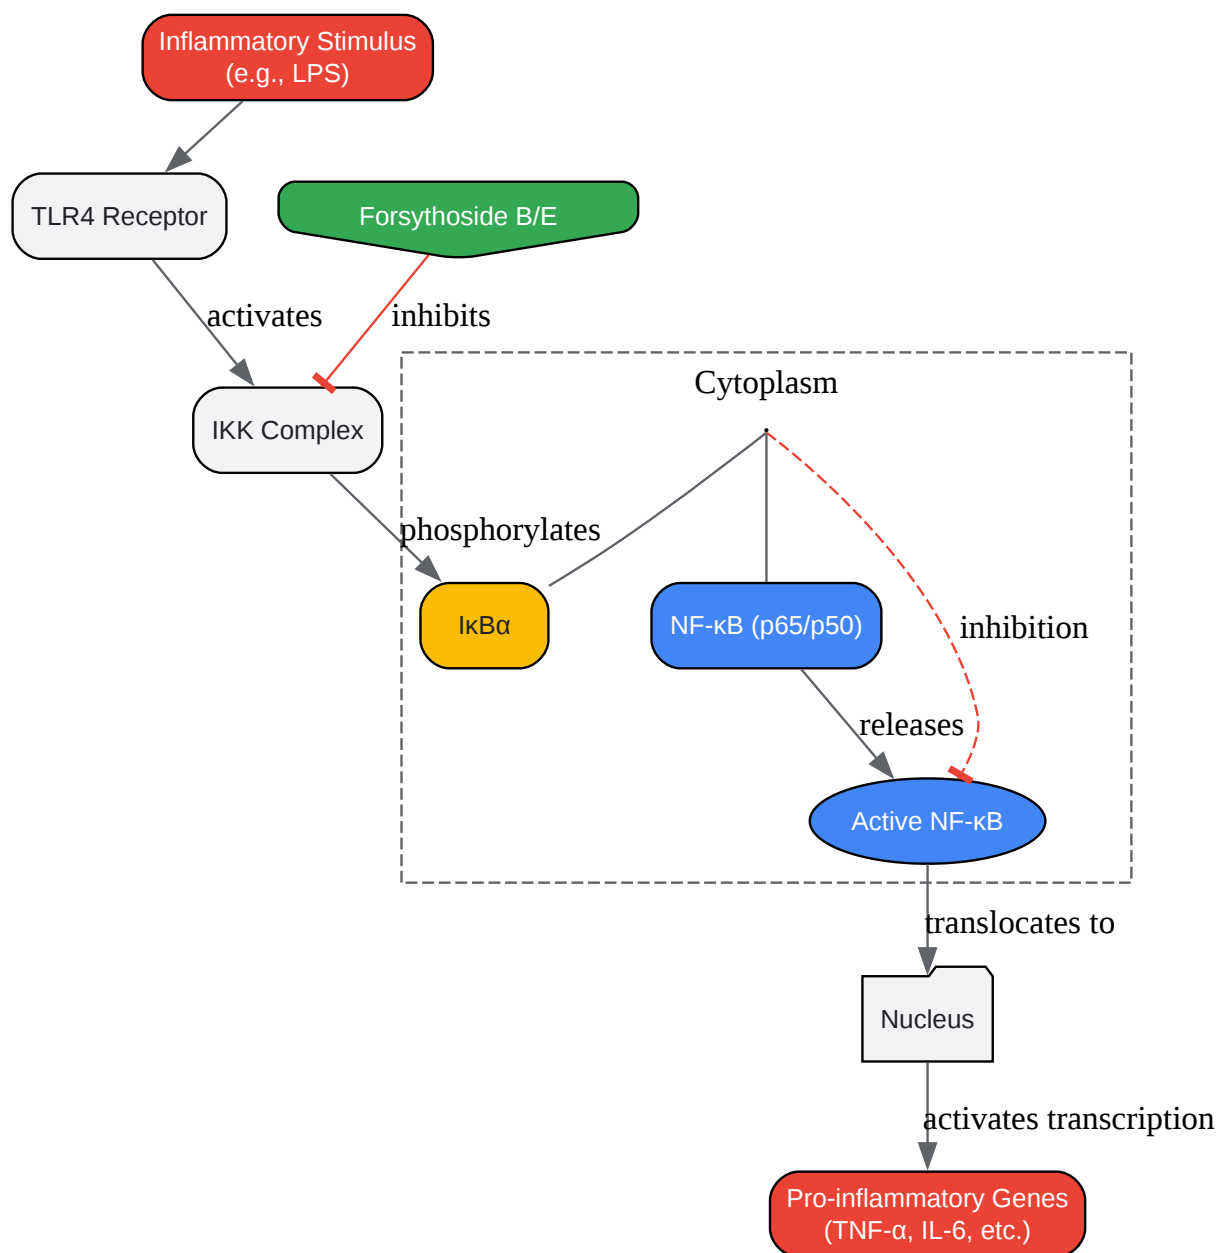 Inflammatory Stimulus
(e.g., LPS)
TLR4 Receptor
Forsythoside B/E
activates
inhibits
Cytoplasm
IKK Complex
phosphorylates
IκBα
NF-κB (p65/p50)
inhibition
releases
Active NF-κB
translocates to
Nucleus
activates transcription
Pro-inflammatory Genes
(TNF-α, IL-6, etc.)